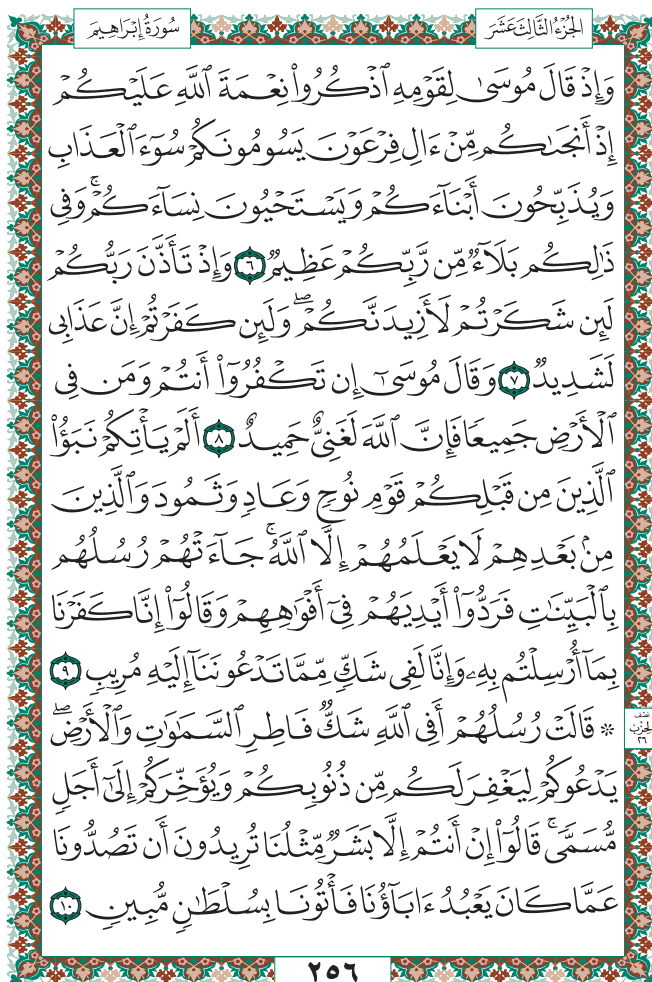 سُورَةُ إِبْرَاهِيمَ
الجُزْءُ الثَّالِثَ عَشَرَ
وَإِذْ قَالَ مُوسَىٰ لِقَوْمِهِ ٱذْكُرُواْ نِعْمَةَ ٱللَّهِ عَلَيْكُمْ
إِذْ أَنجَىٰكُم مِّنْ ءَالِ فِرْعَوْنَ يَسُومُونَكُمْ سُوٓءَ ٱلْعَذَابِ
وَيُذَبِّحُونَ أَبْنَآءَكُمْ وَيَسْتَحْيُونَ نِسَآءَكُمْۚ وَفِى
ذَٰلِكُم بَلَآءٌ مِّن رَّبِّكُمْ عَظِيمٌ ٦ وَإِذْ تَأَذَّنَ رَبُّكُمْ
لَئِن شَكَرْتُمْ لَأَزِيدَنَّكُمْۖ وَلَئِن كَفَرْتُمْ إِنَّ عَذَابِى
لَشَدِيدٌ ٧ وَقَالَ مُوسَىٰٓ إِن تَكْفُرُوٓاْ أَنتُمْ وَمَن فِى
ٱلْأَرْضِ جَمِيعًا فَإِنَّ ٱللَّهَ لَغَنِىٌّ حَمِيدٌ ٨ أَلَمْ يَأْتِكُمْ نَبَؤُاْ
ٱلَّذِينَ مِن قَبْلِكُمْ قَوْمِ نُوحٍ وَعَادٍ وَثَمُودَ وَٱلَّذِينَ
مِنۢ بَعْدِهِمْ لَا يَعْلَمُهُمْ إِلَّا ٱللَّهُۚ جَآءَتْهُمْ رُسُلُهُم
بِٱلْبَيِّنَٰتِ فَرَدُّوٓاْ أَيْدِيَهُمْ فِىٓ أَفْوَٰهِهِمْ وَقَالُوٓاْ إِنَّا كَفَرْنَا
بِمَآ أُرْسِلْتُم بِهِۦ وَإِنَّا لَفِى شَكٍّ مِّمَّا تَدْعُونَنَآ إِلَيْهِ مُرِيبٍ ٩
۞ قَالَتْ رُسُلُهُمْ أَفِى ٱللَّهِ شَكٌّ فَاطِرِ ٱلسَّمَٰوَٰتِ وَٱلْأَرْضِۖ
نصف الحزب ٢٦
يَدْعُوكُمْ لِيَغْفِرَ لَكُم مِّن ذُنُوبِكُمْ وَيُؤَخِّرَكُمْ إِلَىٰٓ أَجَلٍ
مُّسَمًّىۚ قَالُوٓاْ إِنْ أَنتُمْ إِلَّا بَشَرٌ مِّثْلُنَا تُرِيدُونَ أَن تَصُدُّونَا
عَمَّا كَانَ يَعْبُدُ ءَابَآؤُنَا فَأْتُونَا بِسُلْطَٰنٍ مُّبِينٍ ١٠
٢٥٦